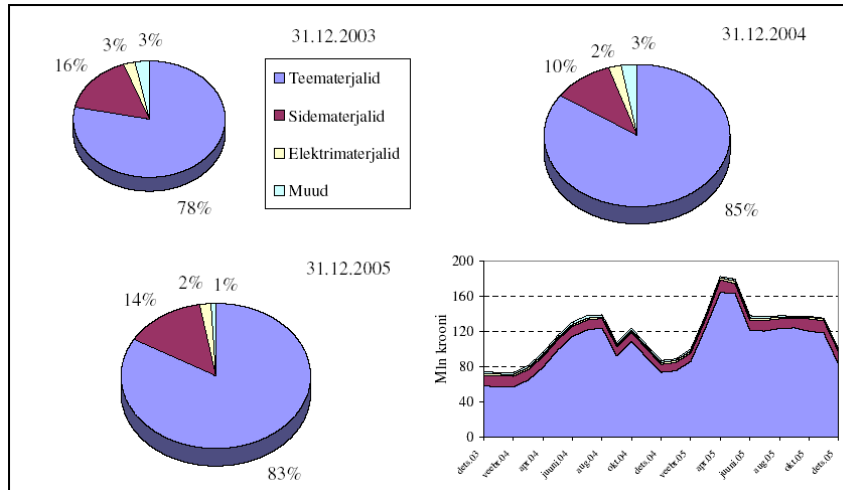 31.12.2003
3%
3%
16%
78%
Teematerjalid
Sidematerjalid
Elektrimaterjalid
Muud
31.12.2004
2%
3%
10%
85%
31.12.2005
2%
1%
14%
83%
Mln krooni
200
160
120
80
40
0
dets.03
veebr.04
apr.04
juuni.04
aug.04
okt.04
dets.04
veebr.05
apr.05
juuni.05
aug.05
okt.05
dets.05